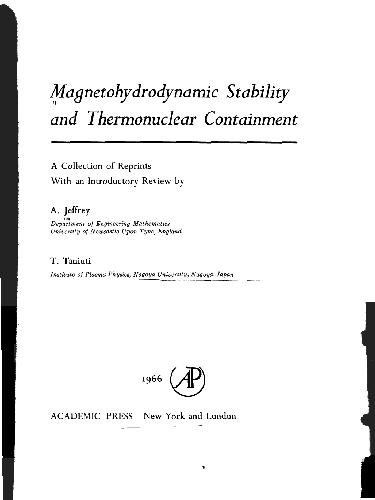 Magnetohydrodynamic Stability
and Thermonuclear Containment
A Collection of Reprints
With an Introductory Review by
A. Jeffrey
Department of Engineering Mathematics
University of Newcastle Upon Tyne, England
T. Taniuti
Institute of Plasma Physics, Nagoya University, Nagoya, Japan
1966 AP
ACADEMIC PRESS New York and London